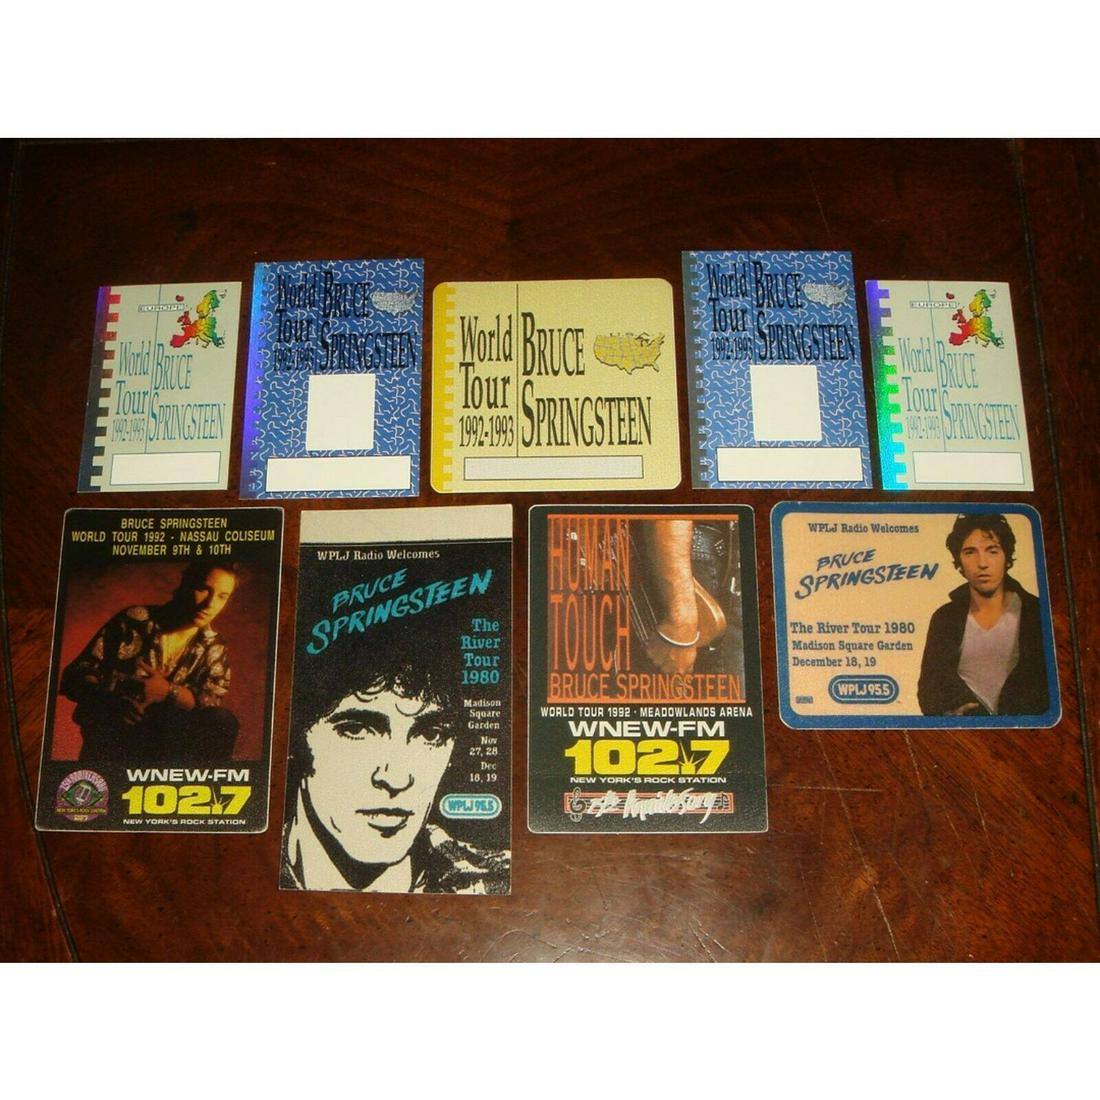 EUROPE
World
Tour
1992-1993
BRUCE
SPRINGSTEEN
World
Tour
1992-1993
BRUCE
SPRINGSTEEN
World
Tour
1992-1993
BRUCE
SPRINGSTEEN
U.S.A.
World
Tour
1992-1993
BRUCE
SPRINGSTEEN
EUROPE
World
Tour
1992-1993
BRUCE
SPRINGSTEEN
BRUCE SPRINGSTEEN
WORLD TOUR 1992 - NASSAU COLISEUM
NOVEMBER 9TH & 10TH
25TH ANNIVERSARY
WNEW-FM
102.7
NEW YORK'S ROCK STATION
WPLJ Radio Welcomes
BRUCE
SPRINGSTEEN
The
River
Tour
1980
Madison
Square
Garden
Nov
27, 28
Dec
18, 19
WPLJ 95.5
HUMAN
TOUCH
BRUCE SPRINGSTEEN
WORLD TOUR 1992 - MEADOWLANDS ARENA
WNEW-FM
102.7
NEW YORK'S ROCK STATION
25th Anniversary
WPLJ Radio Welcomes
BRUCE
SPRINGSTEEN
The River Tour 1980
Madison Square Garden
December 18, 19
WPLJ 95.5